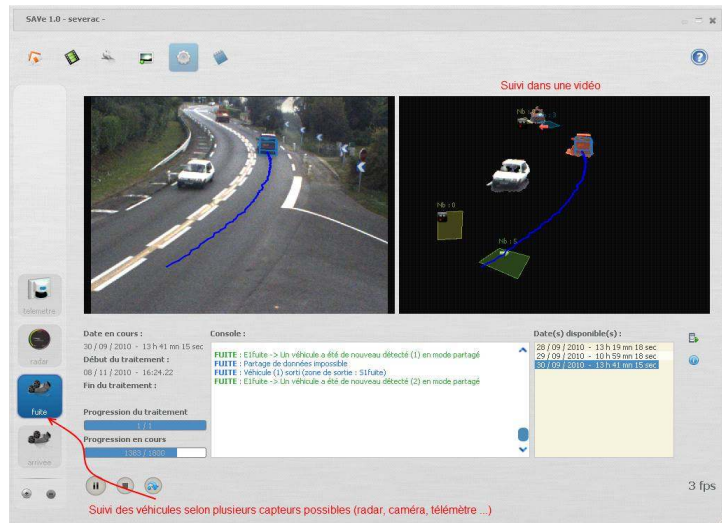 SAVe 1.0 - severac -
Suivi dans une vidéo
Nb : 0
Nb : 5
telemetre
radar
fuite
arrivee
Date en cours :
30 / 09 / 2010 - 13 h 41 mn 15 sec
Début du traitement :
08 / 11 / 2010 - 16:24.22
Fin du traitement :
Progression du traitement
1 / 1
Progression en cours
1383 / 1800
Console :
FUITE : E1fuite -> Un véhicule a été de nouveau détecté (1) en mode partagé
FUITE : Partage de données impossible
FUITE : Véhicule (1) sorti (zone de sortie : S1fuite)
FUITE : E1fuite -> Un véhicule a été de nouveau détecté (2) en mode partagé
Date(s) disponible(s) :
28 / 09 / 2010 - 13 h 19 mn 18 sec
29 / 09 / 2010 - 10 h 59 mn 18 sec
30 / 09 / 2010 - 13 h 41 mn 15 sec
3 fps
Suivi des véhicules selon plusieurs capteurs possibles (radar, caméra, télémètre ...)